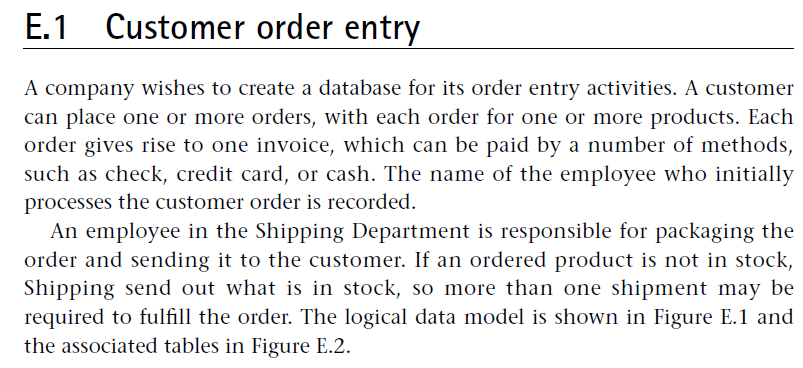 E.1 Customer order entry
A company wishes to create a database for its order entry activities. A customer
can place one or more orders, with each order for one or more products. Each
order gives rise to one invoice, which can be paid by a number of methods,
such as check, credit card, or cash. The name of the employee who initially
processes the customer order is recorded.
An employee in the Shipping Department is responsible for packaging the
order and sending it to the customer. If an ordered product is not in stock,
Shipping send out what is in stock, so more than one shipment may be
required to fulfill the order. The logical data model is shown in Figure E.1 and
the associated tables in Figure E.2.